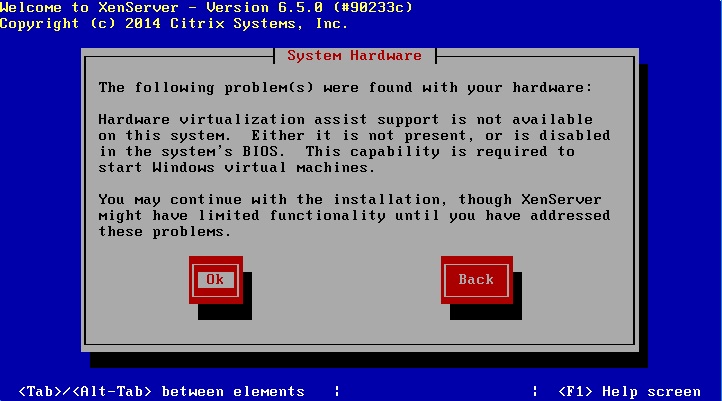 Welcome to XenServer - Version 6.5.0 (#90233c)
Copyright (c) 2014 Citrix Systems, Inc.
System Hardware
The following problem(s) were found with your hardware:
Hardware virtualization assist support is not available
on this system.  Either it is not present, or is disabled
in the system's BIOS.  This capability is required to
start Windows virtual machines.
You may continue with the installation, though XenServer
might have limited functionality until you have addressed
these problems.
Ok Back
<Tab>/<Alt-Tab> between elements | | <F1> Help screen